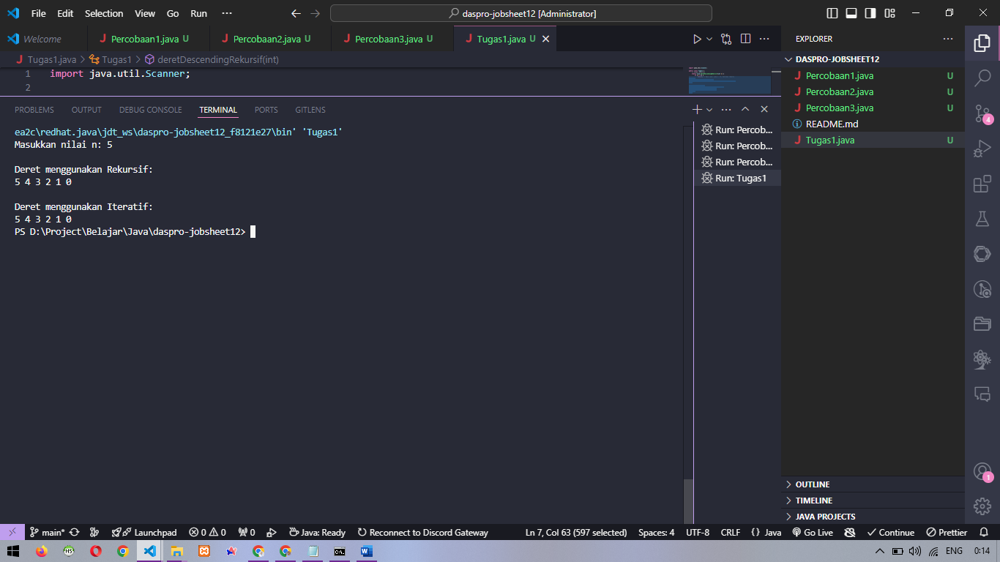 File Edit Selection View Go Run ··· daspro-jobsheet12 [Administrator]
Welcome Percobaan1.java U Percobaan2.java U Percobaan3.java U Tugas1.java U
Tugas1.java > Tugas1 > deretDescendingRekursif(int)
1 import java.util.Scanner;
2
PROBLEMS OUTPUT DEBUG CONSOLE TERMINAL PORTS GITLENS
ea2c\redhat.java\jdt_ws\daspro-jobsheet12_f8121e27\bin' 'Tugas1'
Masukkan nilai n: 5
Deret menggunakan Rekursif:
5 4 3 2 1 0
Deret menggunakan Iteratif:
5 4 3 2 1 0
PS D:\Project\Belajar\Java\daspro-jobsheet12>
Run: Percob...
Run: Percob...
Run: Percob...
Run: Tugas1
EXPLORER
DASPRO-JOBSHEET12
Percobaan1.java U
Percobaan2.java U
Percobaan3.java U
README.md
Tugas1.java U
OUTLINE
TIMELINE
JAVA PROJECTS
4
1
main* Launchpad 0 0 0 Java: Ready Reconnect to Discord Gateway Ln 7, Col 63 (597 selected) Spaces: 4 UTF-8 CRLF {} Java Go Live Continue Prettier
HS W ENG 0:14